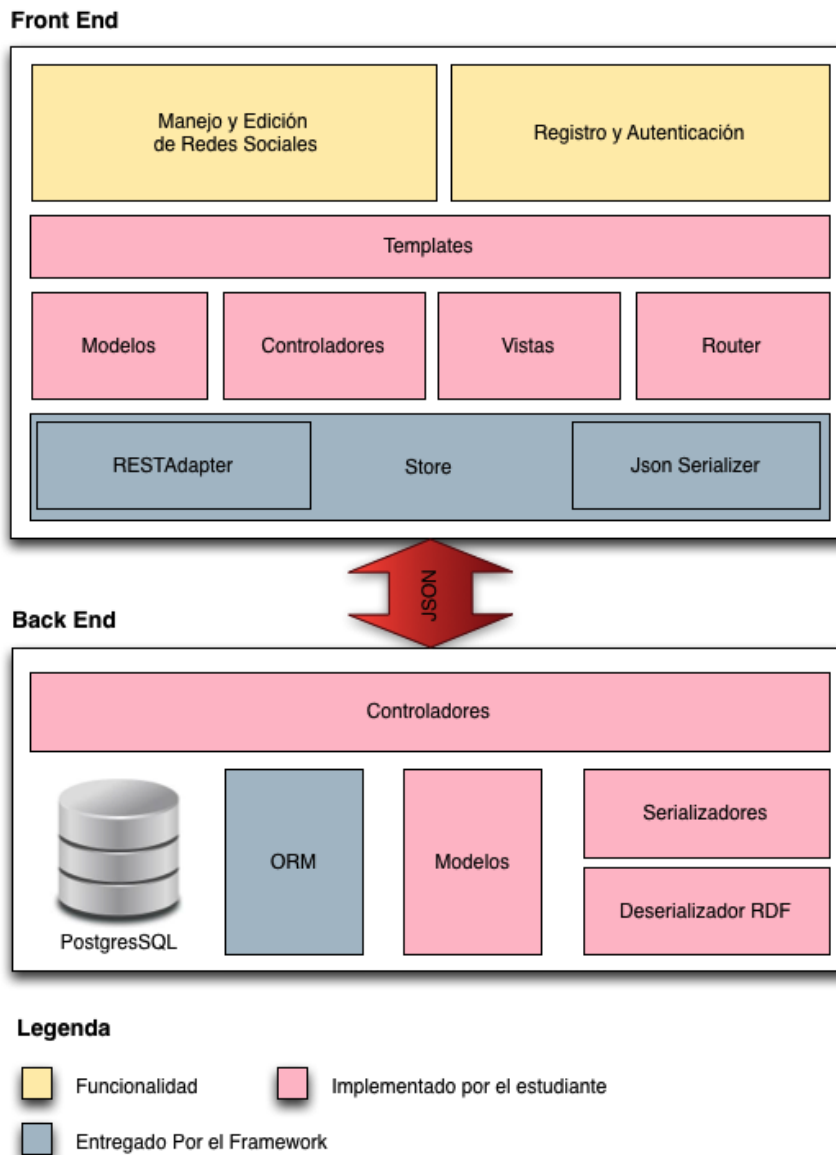 Front End
Manejo y Edición
de Redes Sociales
Registro y Autenticación
Templates
Modelos
Controladores
Vistas
Router
RESTAdapter
Store
Json Serializer
JSON
Back End
Controladores
PostgresSQL
ORM
Modelos
Serializadores
Deserializador RDF
Legenda
Funcionalidad
Implementado por el estudiante
Entregado Por el Framework